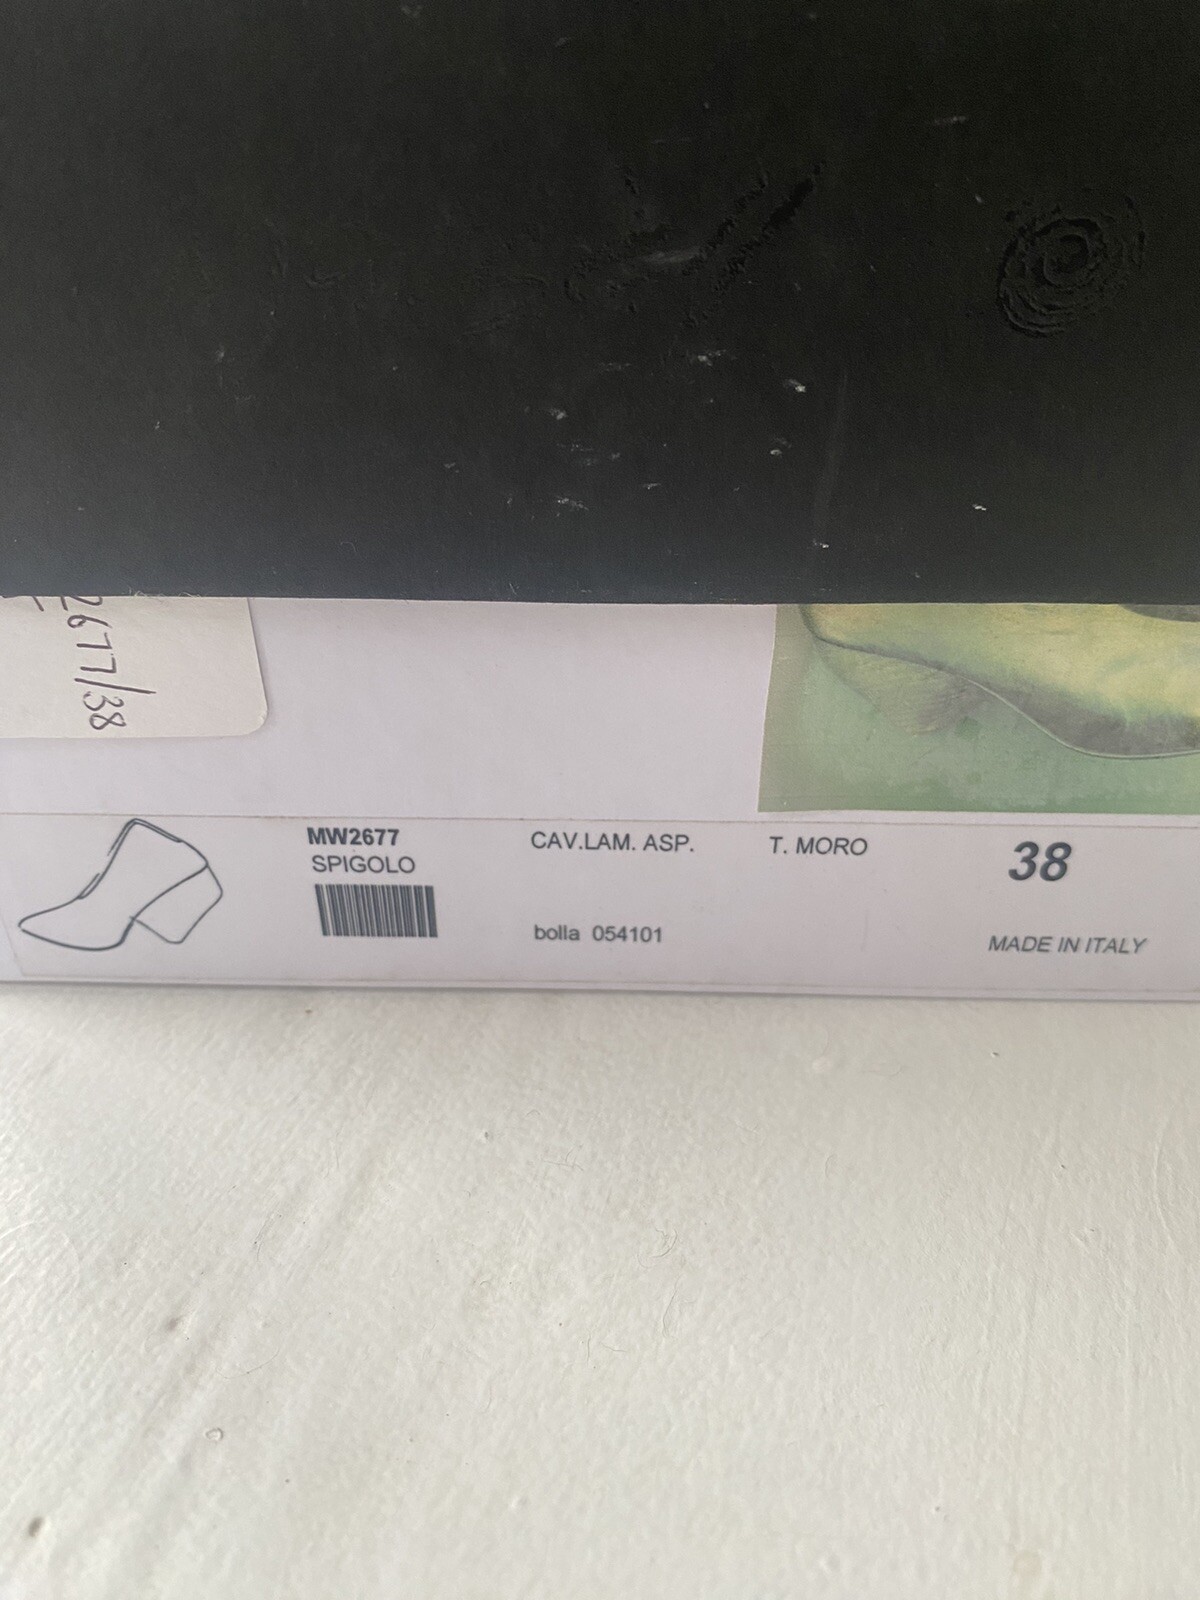 2677/38
MW2677
SPIGOLO
CAV.LAM. ASP.
T. MORO
38
bolla 054101
MADE IN ITALY